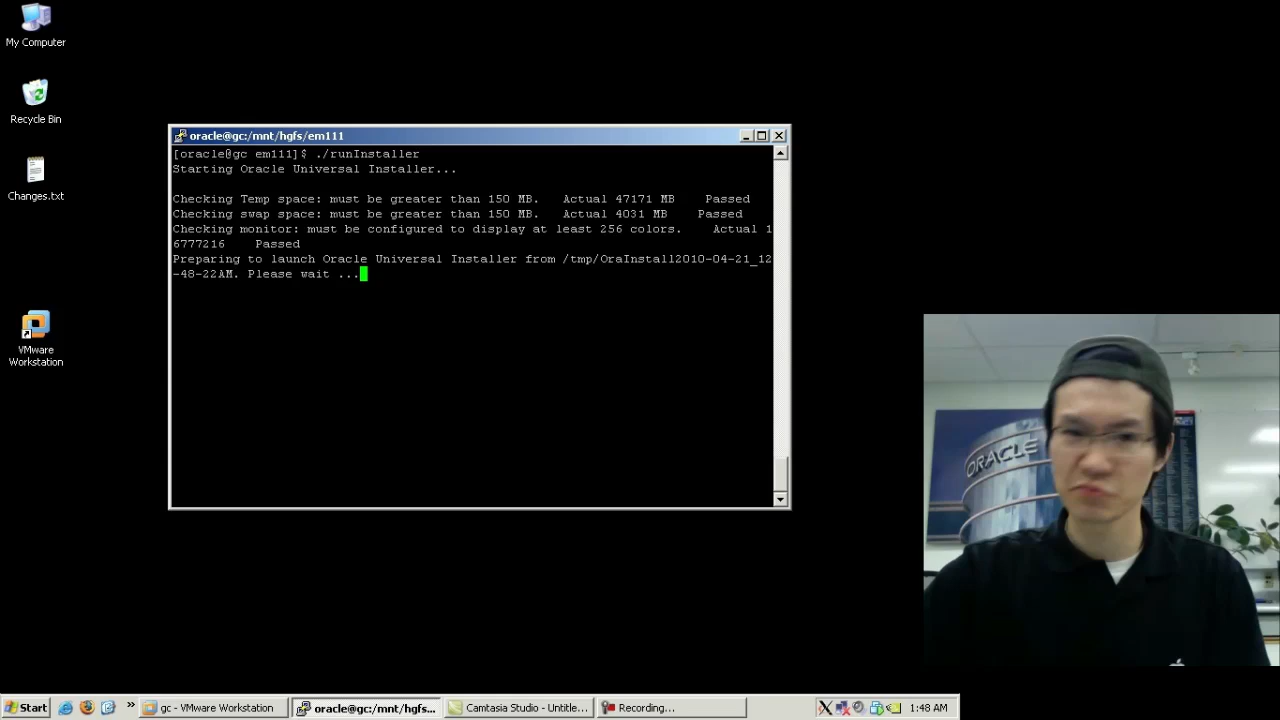 My Computer
Recycle Bin
Changes.txt
VMware
Workstation
oracle@gc:/mnt/hgfs/em111
[oracle@gc em111]$ ./runInstaller
Starting Oracle Universal Installer...
Checking Temp space: must be greater than 150 MB.   Actual 47171 MB    Passed
Checking swap space: must be greater than 150 MB.   Actual 4031 MB    Passed
Checking monitor: must be configured to display at least 256 colors.    Actual 1
6777216    Passed
Preparing to launch Oracle Universal Installer from /tmp/OraInstall2010-04-21_12
-48-22AM. Please wait ...
ORACLE
Start
»
gc - VMware Workstation
oracle@gc:/mnt/hgfs...
Camtasia Studio - Untitle...
Recording...
1:48 AM